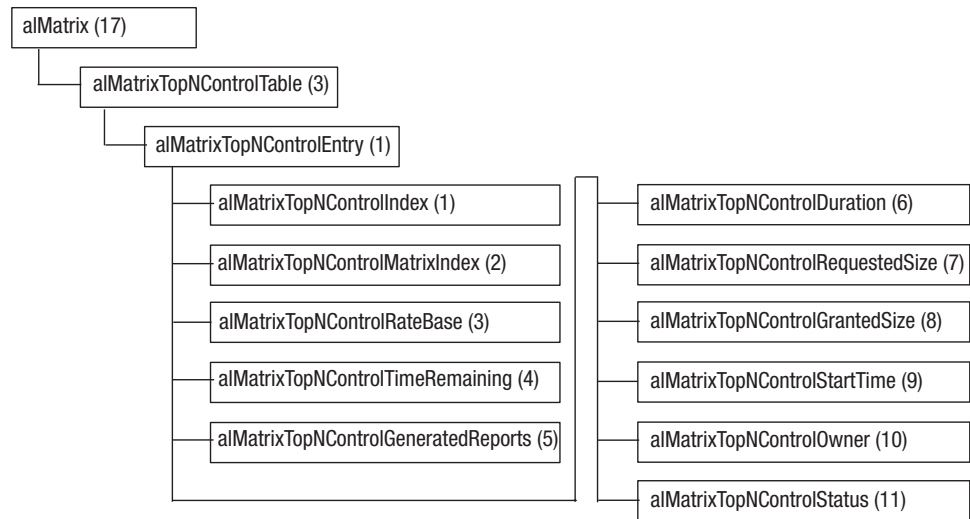 alMatrix (17)
alMatrixTopNControlTable (3)
alMatrixTopNControlEntry (1)
alMatrixTopNControlIndex (1)
alMatrixTopNControlMatrixIndex (2)
alMatrixTopNControlRateBase (3)
alMatrixTopNControlTimeRemaining (4)
alMatrixTopNControlGeneratedReports (5)
alMatrixTopNControlDuration (6)
alMatrixTopNControlRequestedSize (7)
alMatrixTopNControlGrantedSize (8)
alMatrixTopNControlStartTime (9)
alMatrixTopNControlOwner (10)
alMatrixTopNControlStatus (11)